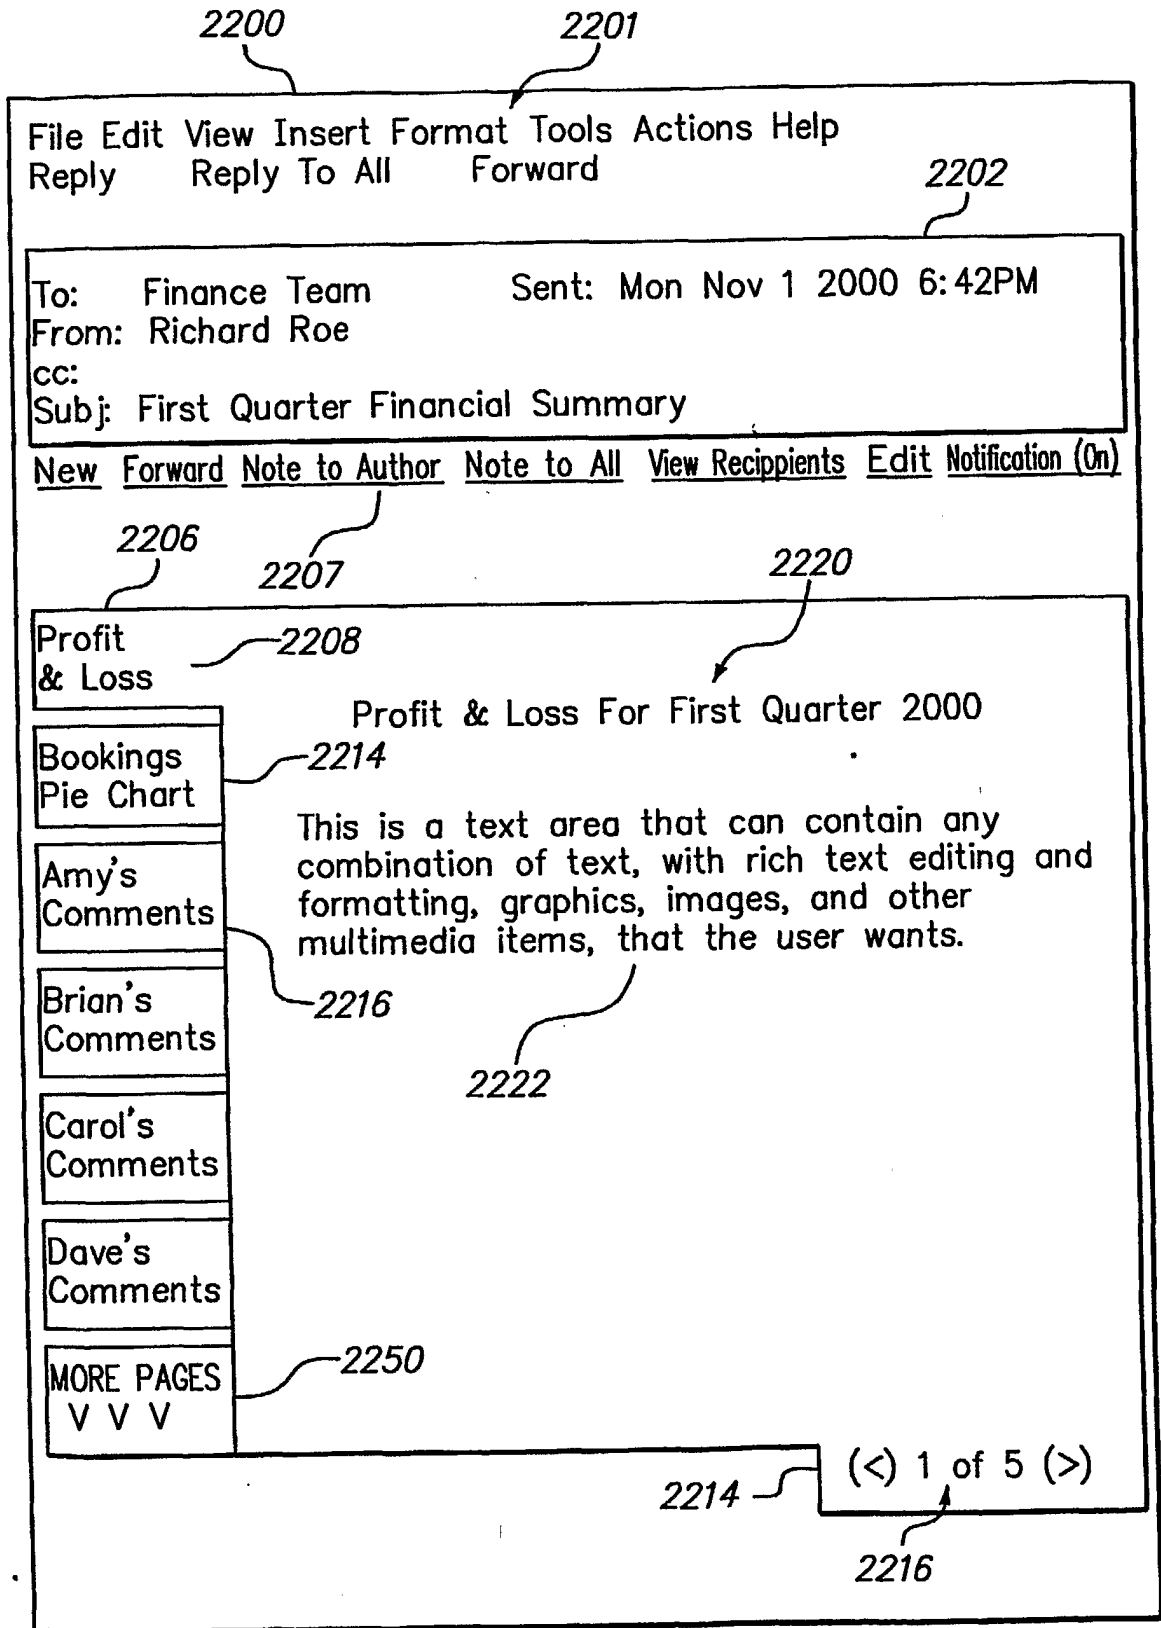 2200 2201
File Edit View Insert Format Tools Actions Help
Reply Reply To All Forward
2202
To: Finance Team Sent: Mon Nov 1 2000 6:42PM
From: Richard Roe
cc:
Subj: First Quarter Financial Summary
New Forward Note to Author Note to All View Recippients Edit Notification (On)
2206
2207
2220
Profit
& Loss
2208
Profit & Loss For First Quarter 2000
Bookings
Pie Chart
2214
This is a text area that can contain any
combination of text, with rich text editing and
formatting, graphics, images, and other
multimedia items, that the user wants.
Amy's
Comments
2216
2222
Brian's
Comments
Carol's
Comments
Dave's
Comments
MORE PAGES
V V V
2250
(<) 1 of 5 (>)
2214
2216